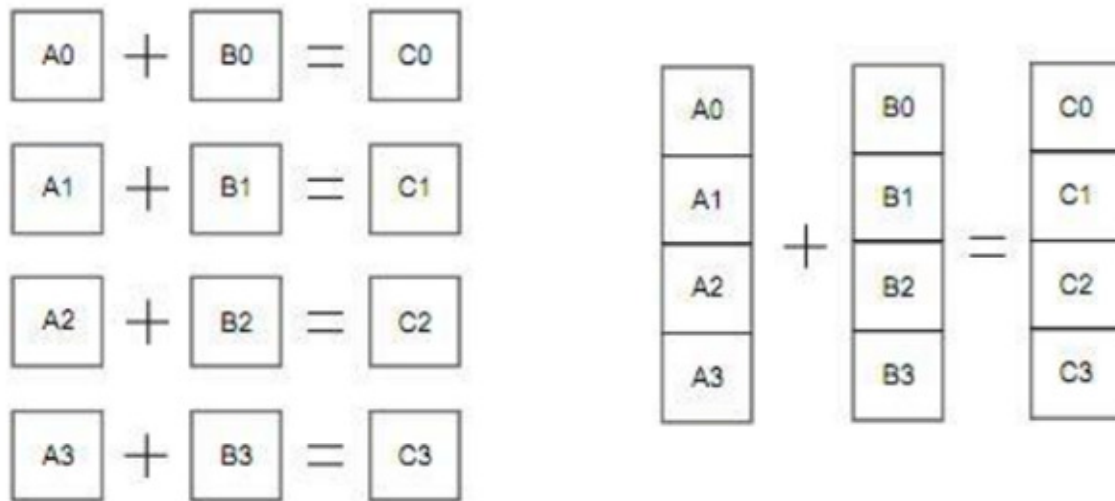 A0 + B0 = C0
A1 + B1 = C1
A2 + B2 = C2
A3 + B3 = C3
A0 B0 C0
A1 B1 C1
+ =
A2 B2 C2
A3 B3 C3